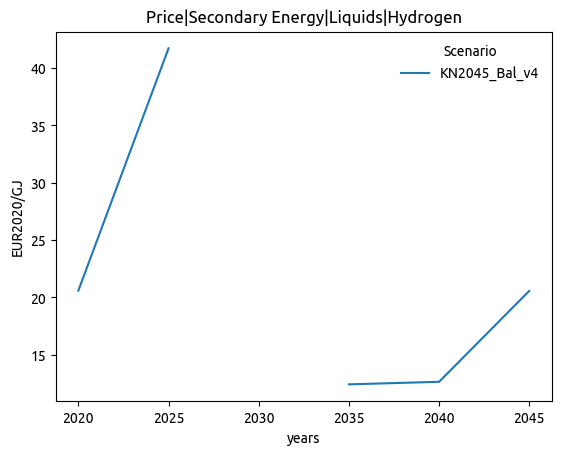 Price|Secondary Energy|Liquids|Hydrogen
Scenario
KN2045_Bal_v4
EUR2020/GJ
40
35
30
25
20
15
2020 2025 2030 2035 2040 2045
years